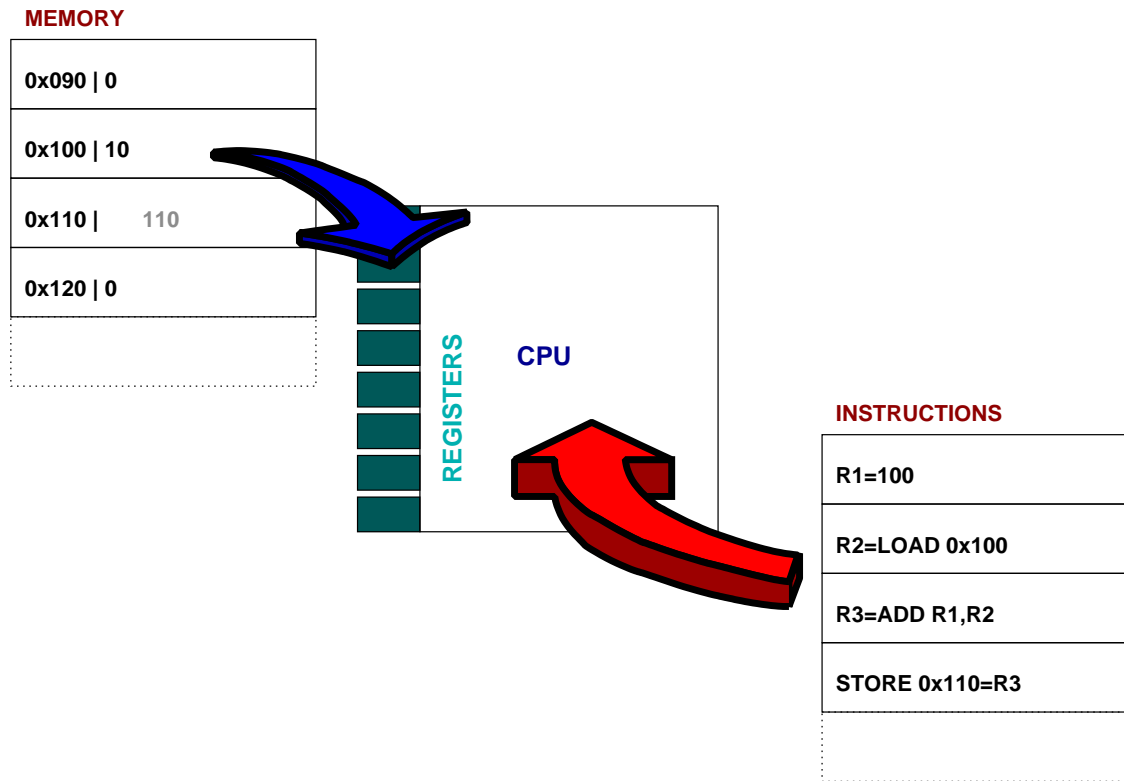 MEMORY
0x090 | 0
0x100 | 10
0x110 | 110
0x120 | 0
REGISTERS
CPU
INSTRUCTIONS
R1=100
R2=LOAD 0x100
R3=ADD R1,R2
STORE 0x110=R3